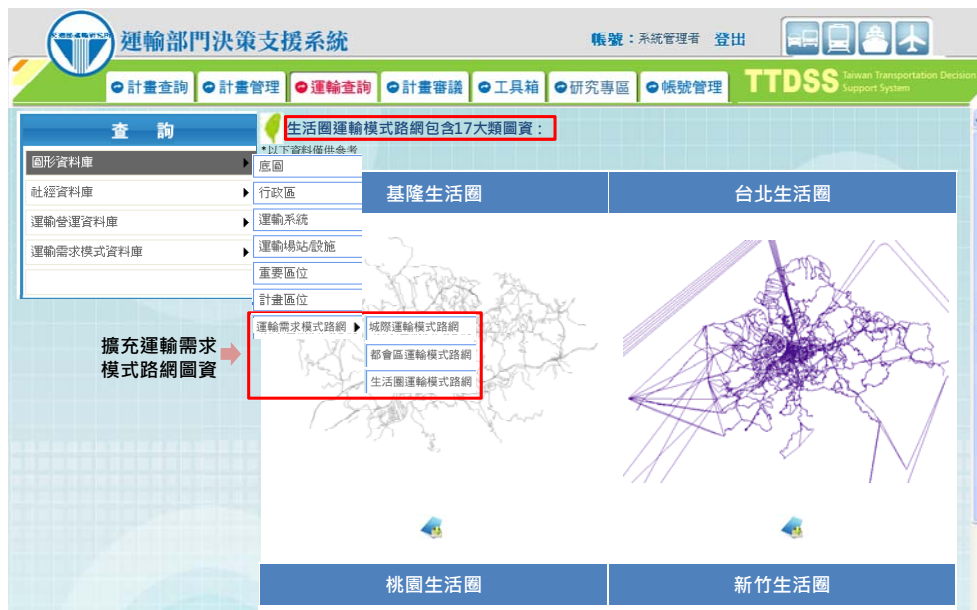 運輸部門決策支援系統
帳號：系統管理者 登出
計畫查詢 計畫管理 運輸查詢 計畫審議 工具箱 研究專區 帳號管理
TTDSS Taiwan Transportation Decision
Support System
查 詢
圖形資料庫
社經資料庫
運輸營運資料庫
運輸需求模式資料庫
生活圈運輸模式路網包含17大類圖資：
*以下資料僅供參考
底圖
行政區
運輸系統
運輸場站/設施
重要區位
計畫區位
運輸需求模式路網
城際運輸模式路網
都會區運輸模式路網
生活圈運輸模式路網
擴充運輸需求
模式路網圖資
基隆生活圈
台北生活圈
桃園生活圈
新竹生活圈